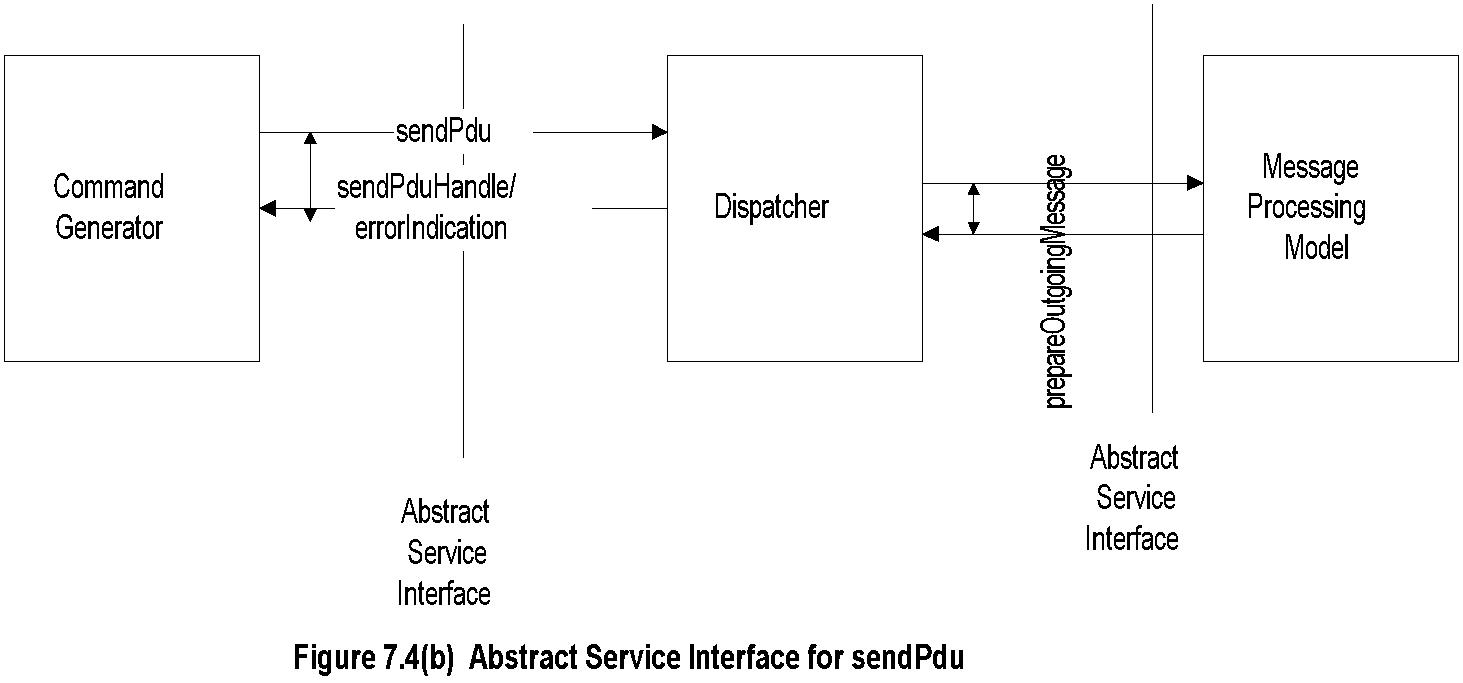 sendPdu
Command
Generator
sendPduHandle/
errorIndication
Dispatcher
prepareOutgoingMessage
Message
Processing
Model
Abstract
Service
Interface
Abstract
Service
Interface
Figure 7.4(b) Abstract Service Interface for sendPdu